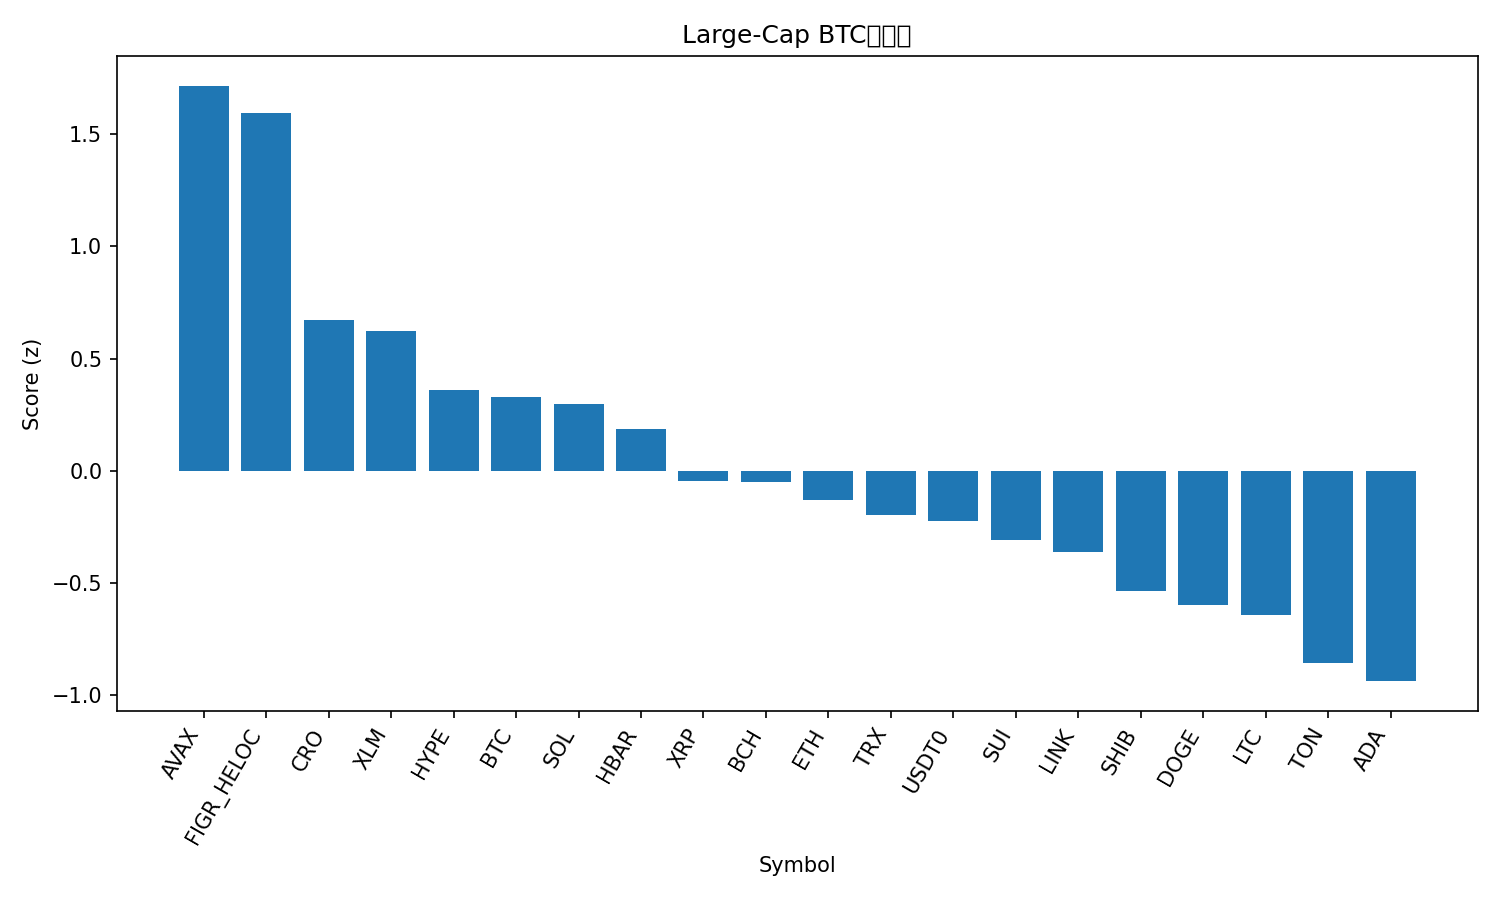 Large-Cap BTC
1.5
1.0
0.5
0.0
−0.5
−1.0
Score (z)
AVAX
FIGR_HELOC
CRO
XLM
HYPE
BTC
SOL
HBAR
XRP
BCH
ETH
TRX
USDT0
SUI
LINK
SHIB
DOGE
LTC
TON
ADA
Symbol